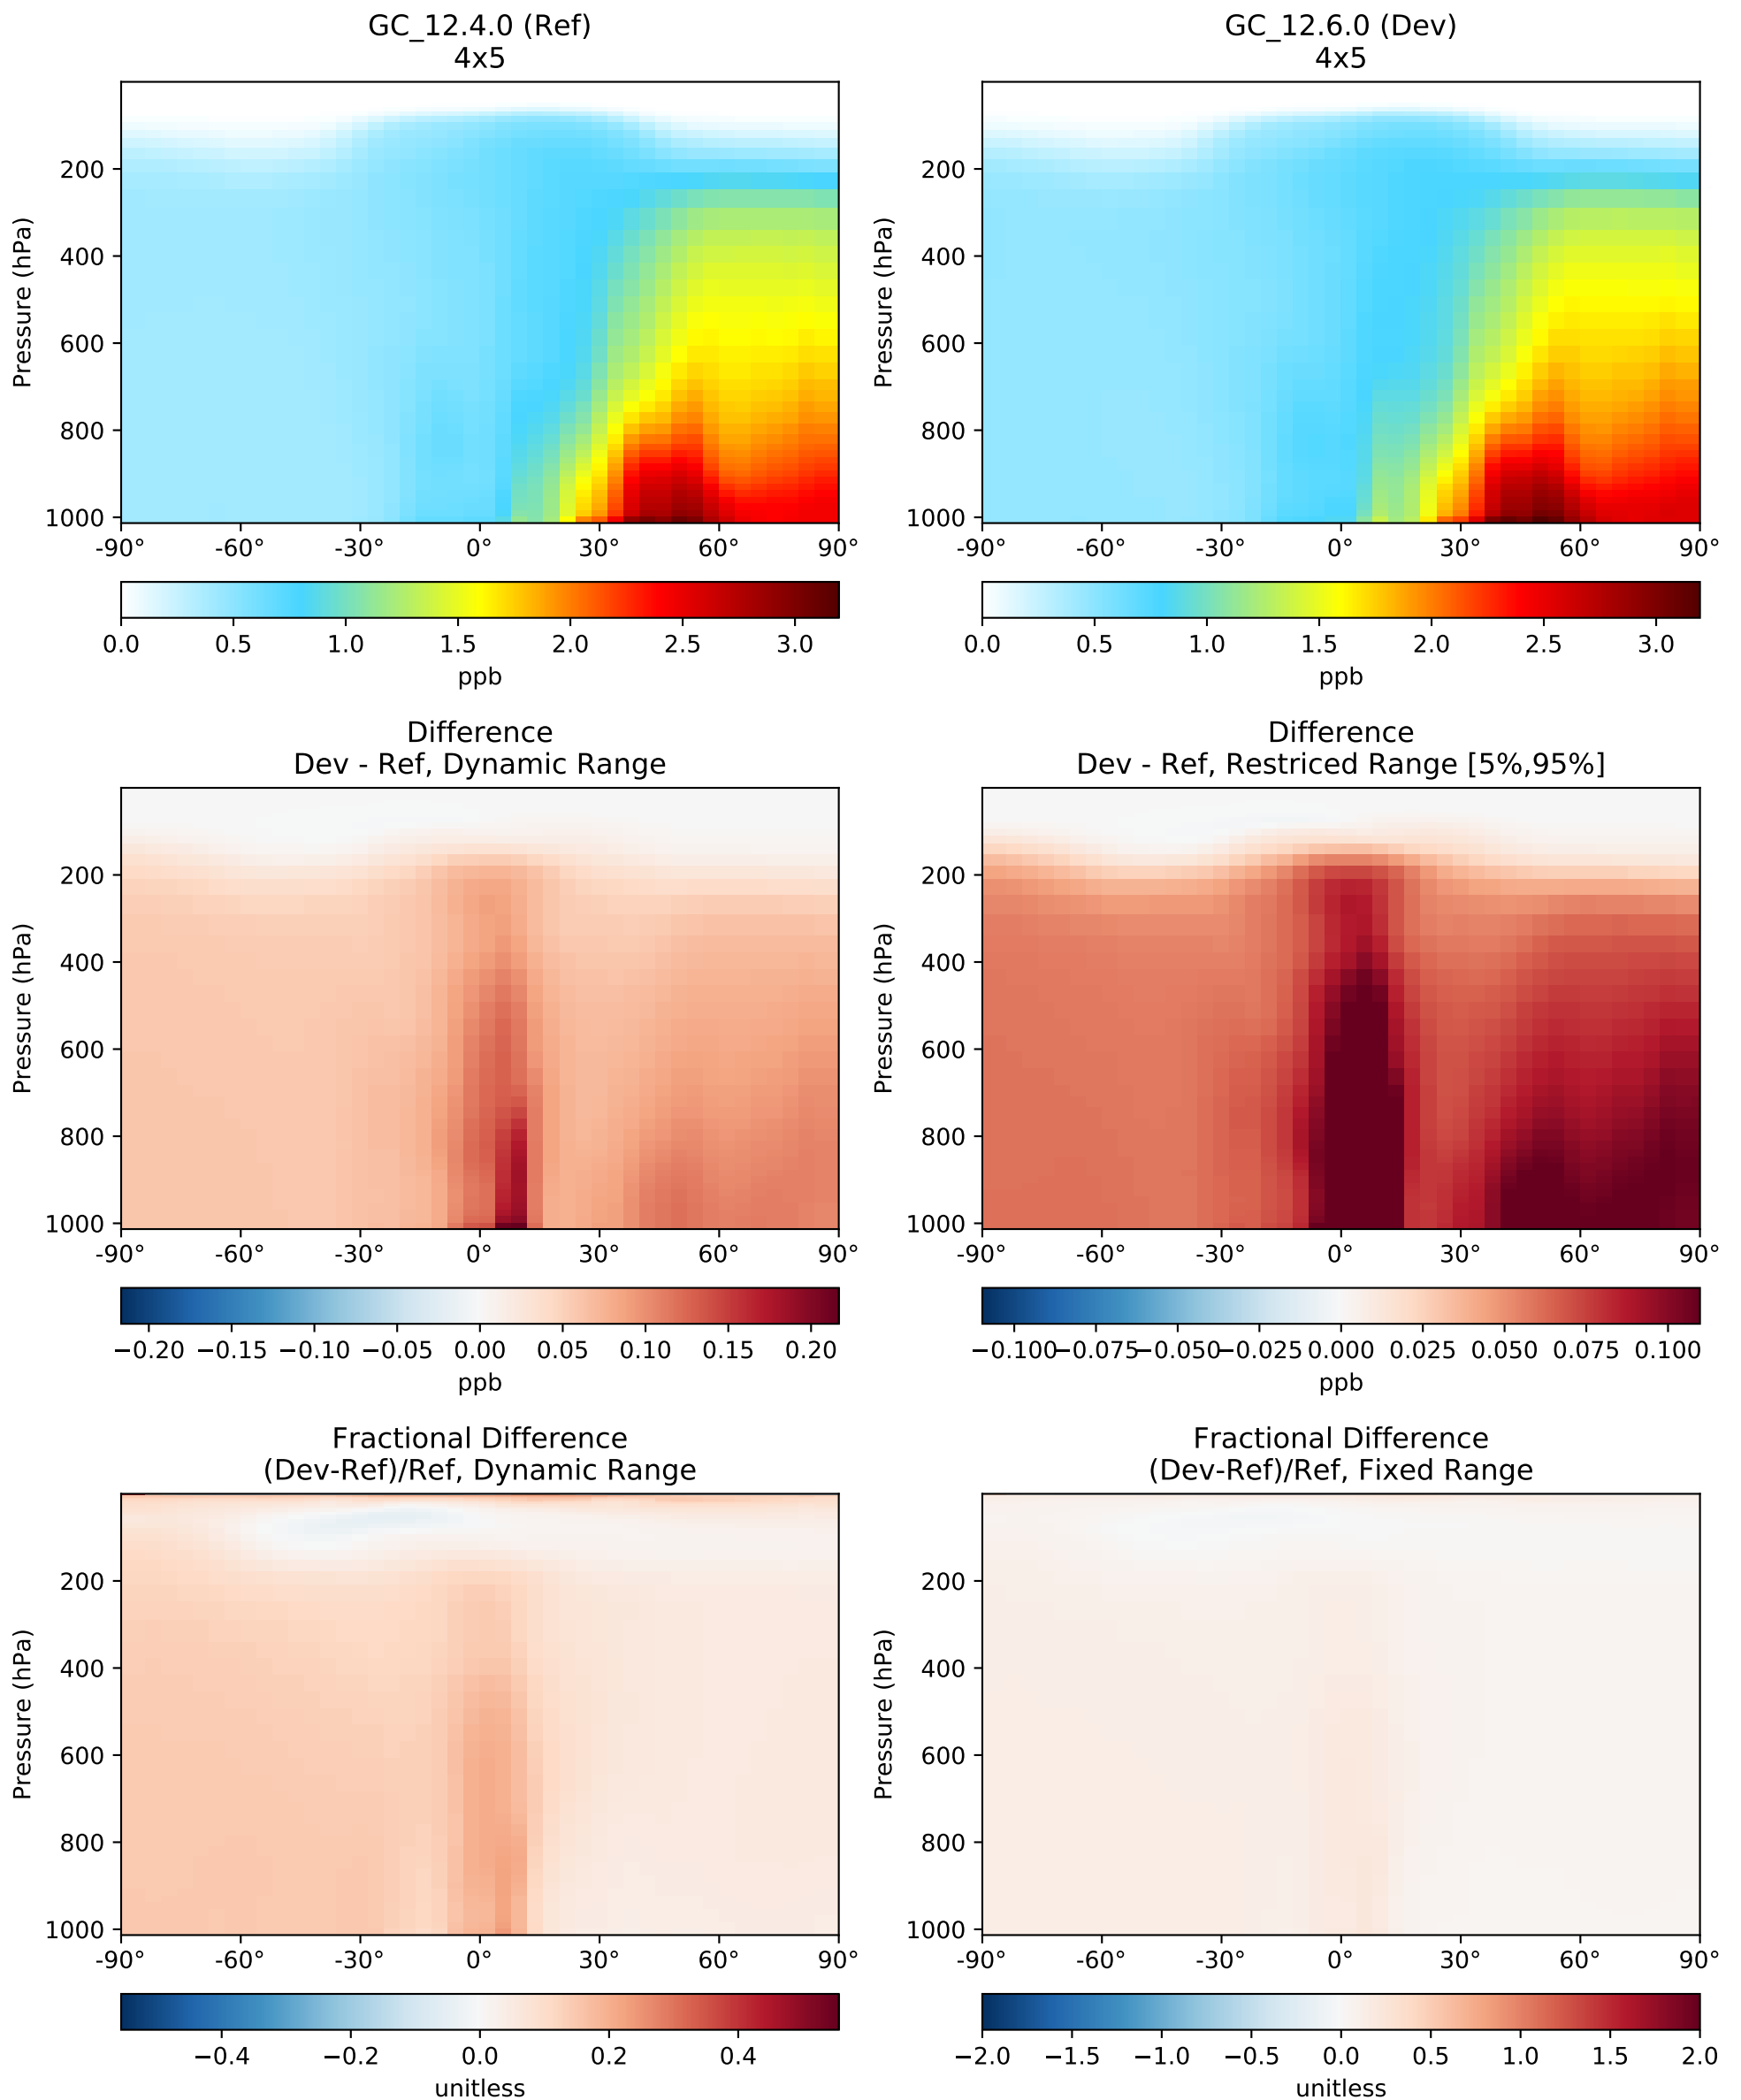 GC_12.4.0 (Ref)
4x5
GC_12.6.0 (Dev)
4x5
Pressure (hPa)
200
400
600
800
1000
-90° -60° -30° 0° 30° 60° 90°
0.0 0.5 1.0 1.5 2.0 2.5 3.0
ppb
Pressure (hPa)
200
400
600
800
1000
-90° -60° -30° 0° 30° 60° 90°
0.0 0.5 1.0 1.5 2.0 2.5 3.0
ppb
Difference
Dev - Ref, Dynamic Range
Pressure (hPa)
200
400
600
800
1000
-90° -60° -30° 0° 30° 60° 90°
−0.20 −0.15 −0.10 −0.05 0.00 0.05 0.10 0.15 0.20
ppb
Difference
Dev - Ref, Restriced Range [5%,95%]
Pressure (hPa)
200
400
600
800
1000
-90° -60° -30° 0° 30° 60° 90°
−0.100 −0.075 −0.050 −0.025 0.000 0.025 0.050 0.075 0.100
ppb
Fractional Difference
(Dev-Ref)/Ref, Dynamic Range
Pressure (hPa)
200
400
600
800
1000
-90° -60° -30° 0° 30° 60° 90°
−0.4 −0.2 0.0 0.2 0.4
unitless
Fractional Difference
(Dev-Ref)/Ref, Fixed Range
Pressure (hPa)
200
400
600
800
1000
-90° -60° -30° 0° 30° 60° 90°
−2.0 −1.5 −1.0 −0.5 0.0 0.5 1.0 1.5 2.0
unitless